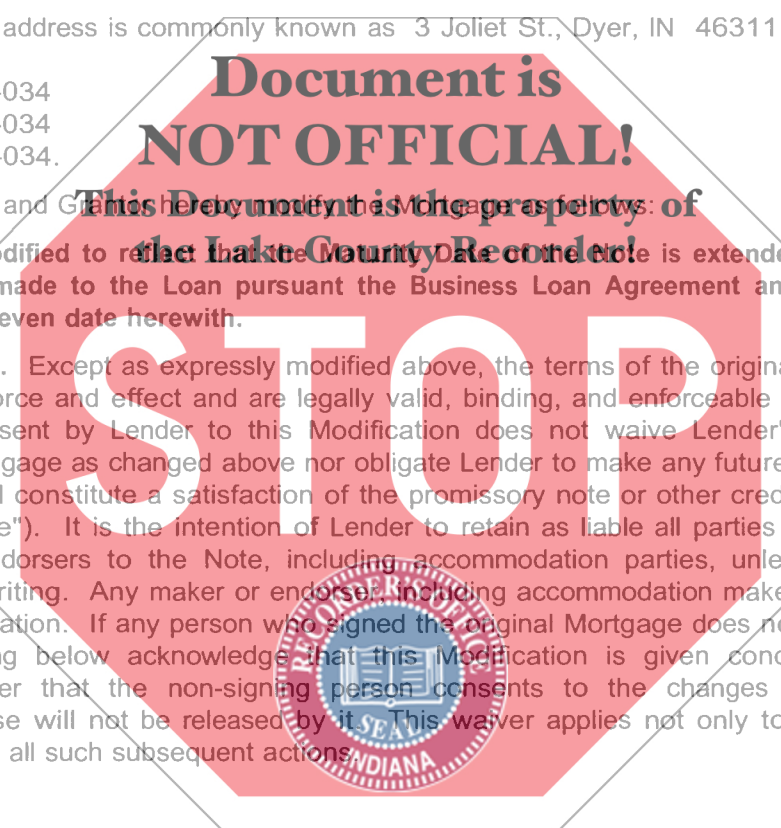 address is commonly known as 3 Joliet St., Dyer, IN 46311
Document is
-034
-034
NOT OFFICIAL!
-034.
and Grantor hereby modify the Mortgage as follows:
This Document is the property of
dified to reflect that the Maturity Date of the Note is extende
the Lake County Recorder!
made to the Loan pursuant the Business Loan Agreement an
even date herewith.
STOP
. Except as expressly modified above, the terms of the origina
orce and effect and are legally valid, binding, and enforceable
sent by Lender to this Modification does not waive Lender'
gage as changed above nor obligate Lender to make any future
l constitute a satisfaction of the promissory note or other cred
e"). It is the intention of Lender to retain as liable all parties
dorsers to the Note, including accommodation parties, unle
riting. Any maker or endorser, including accommodation make
ation. If any person who signed the original Mortgage does no
ng below acknowledge that this Modification is given cond
er that the non-signing person consents to the changes
se will not be released by it. This waiver applies not only to
all such subsequent actions.
RECORDER'S OFFICE
SEAL
INDIANA